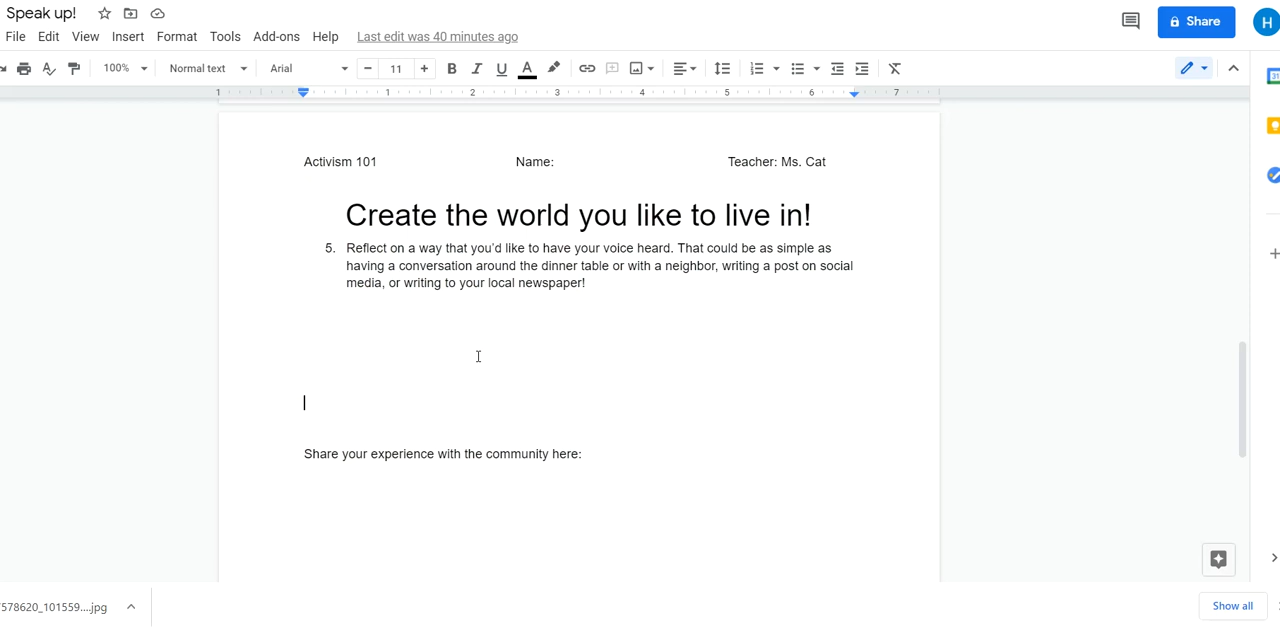 Speak up!
File Edit View Insert Format Tools Add-ons Help Last edit was 40 minutes ago
Share
H
100% Normal text Arial 11
1 1 2 3 4 5 6 7
31
Activism 101 Name: Teacher: Ms. Cat
Create the world you like to live in!
5. Reflect on a way that you'd like to have your voice heard. That could be as simple as
having a conversation around the dinner table or with a neighbor, writing a post on social
media, or writing to your local newspaper!
Share your experience with the community here:
578620_101559....jpg
Show all